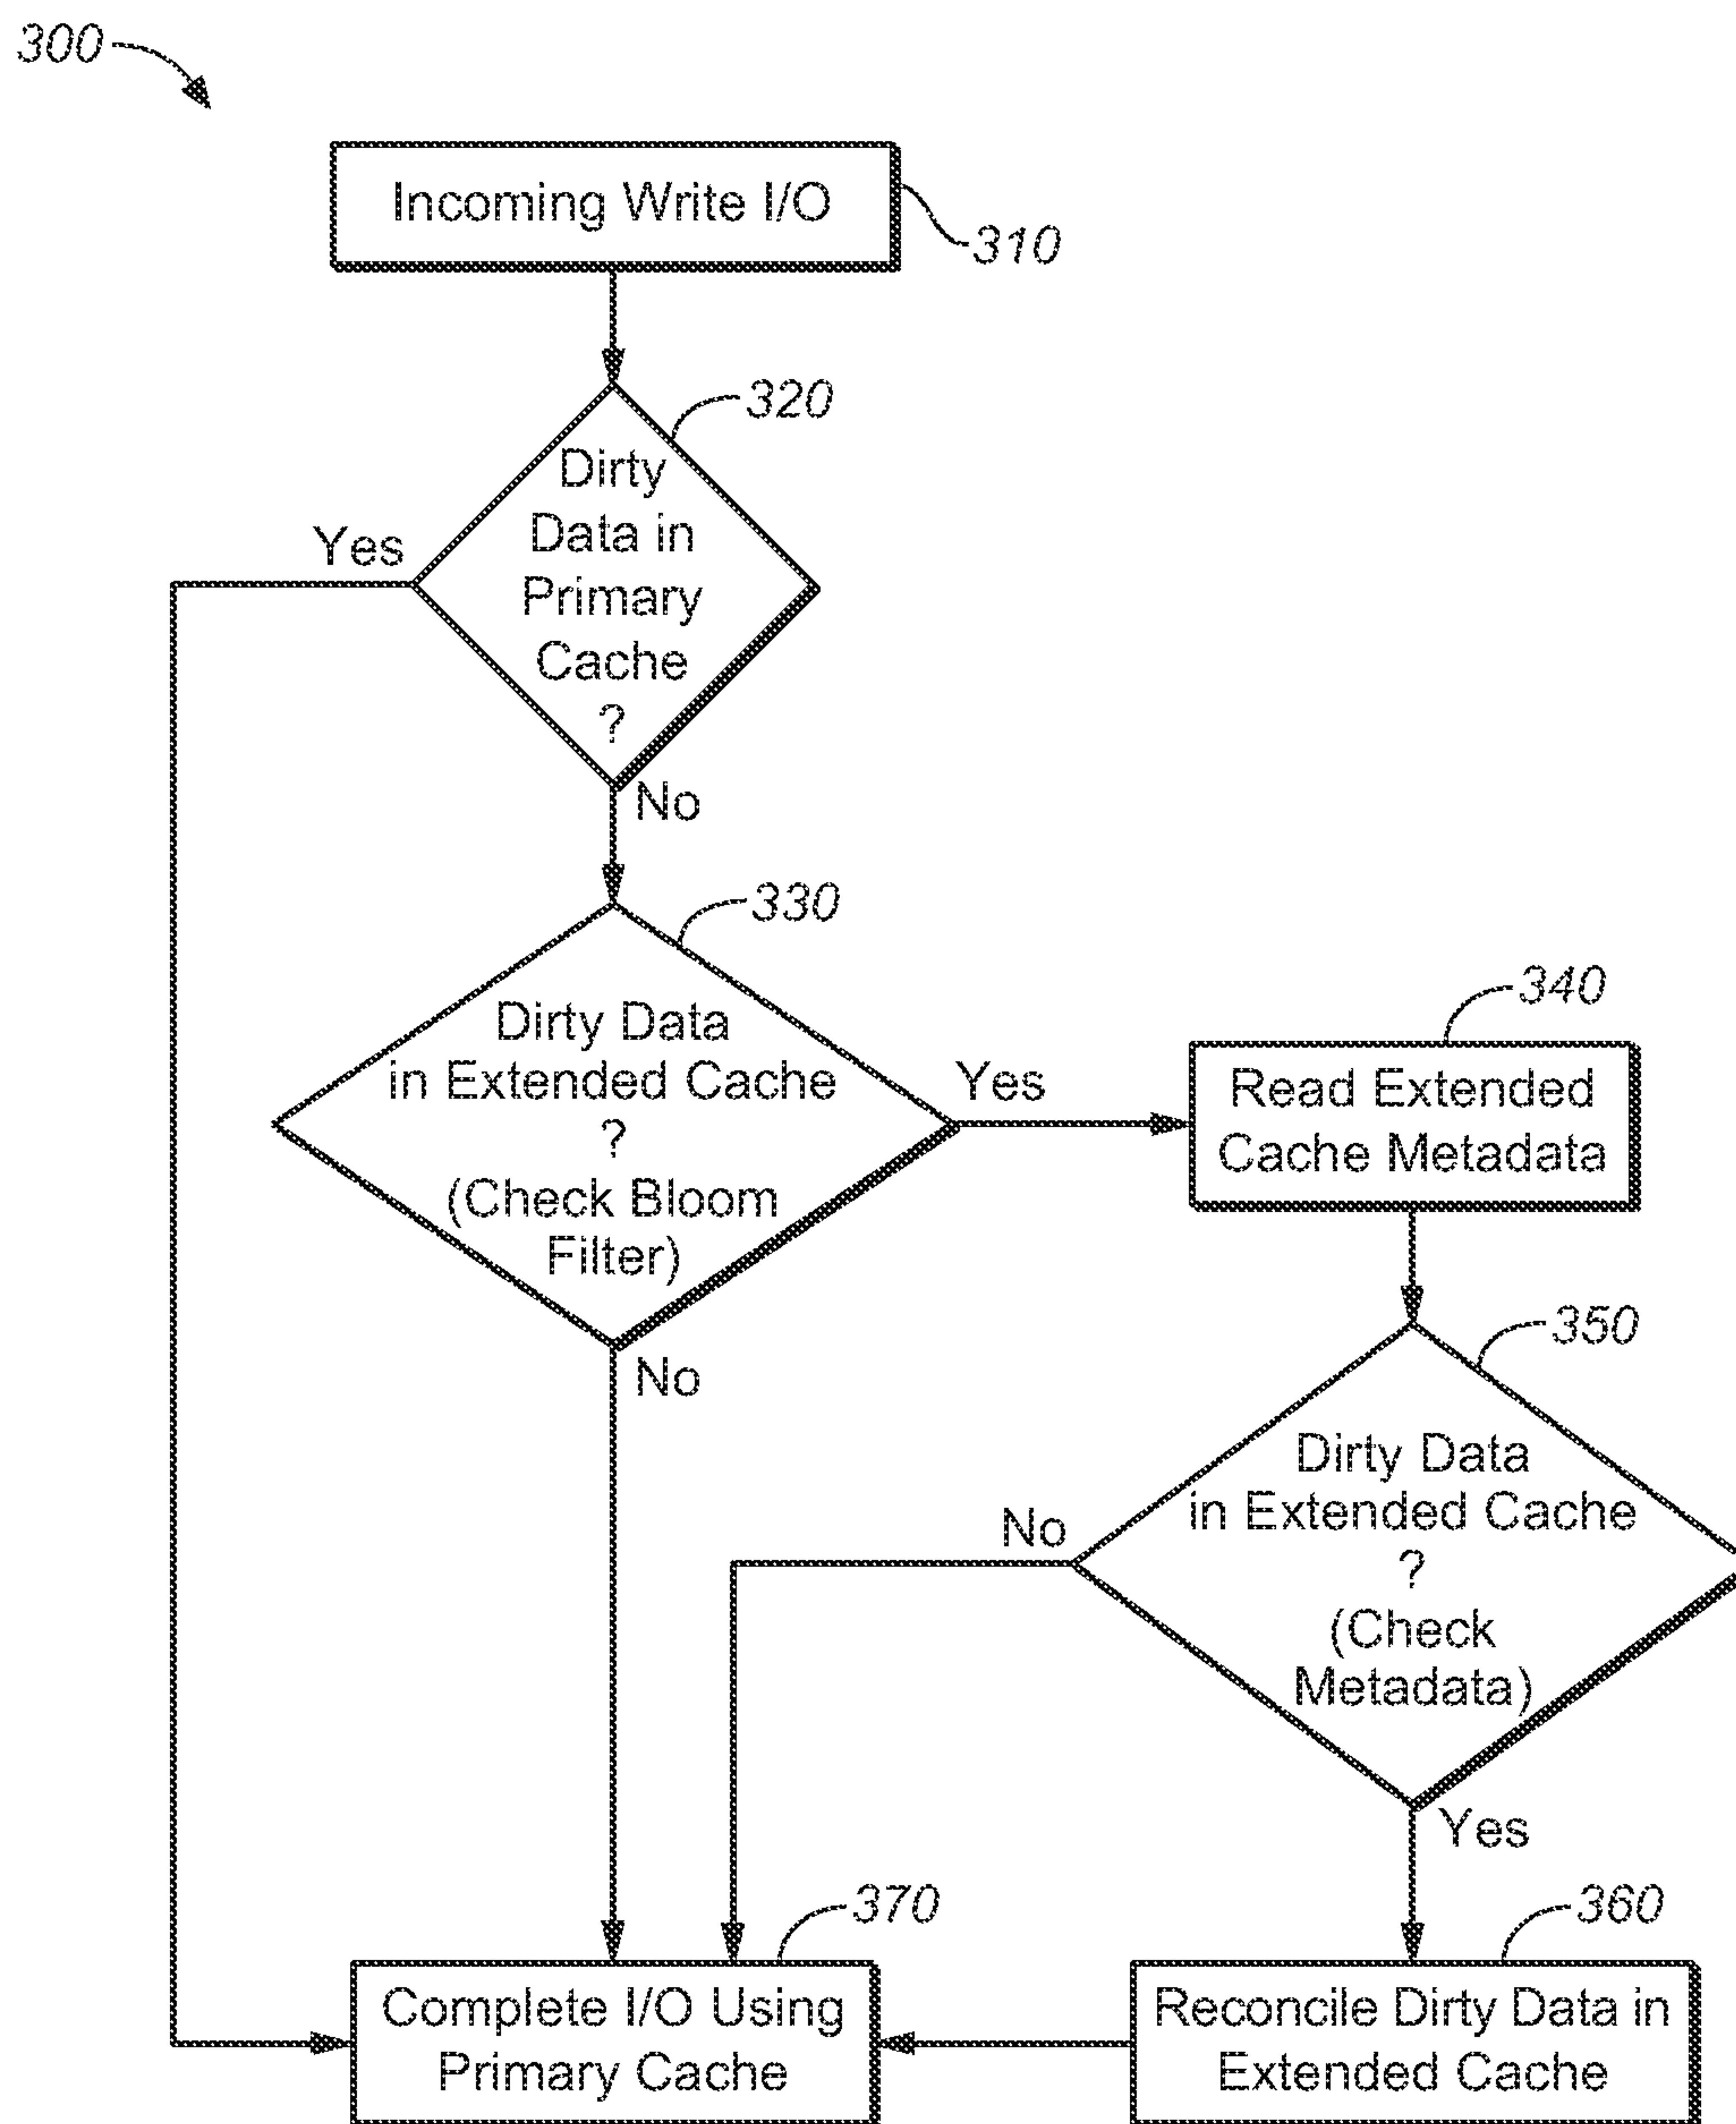 300
Incoming Write I/O
310
320
Dirty
Data in
Primary
Cache
?
Yes
No
330
Dirty Data
in Extended Cache
?
(Check Bloom
Filter)
Yes
No
340
Read Extended
Cache Metadata
350
Dirty Data
in Extended Cache
?
(Check
Metadata)
No
Yes
370
Complete I/O Using
Primary Cache
360
Reconcile Dirty Data in
Extended Cache